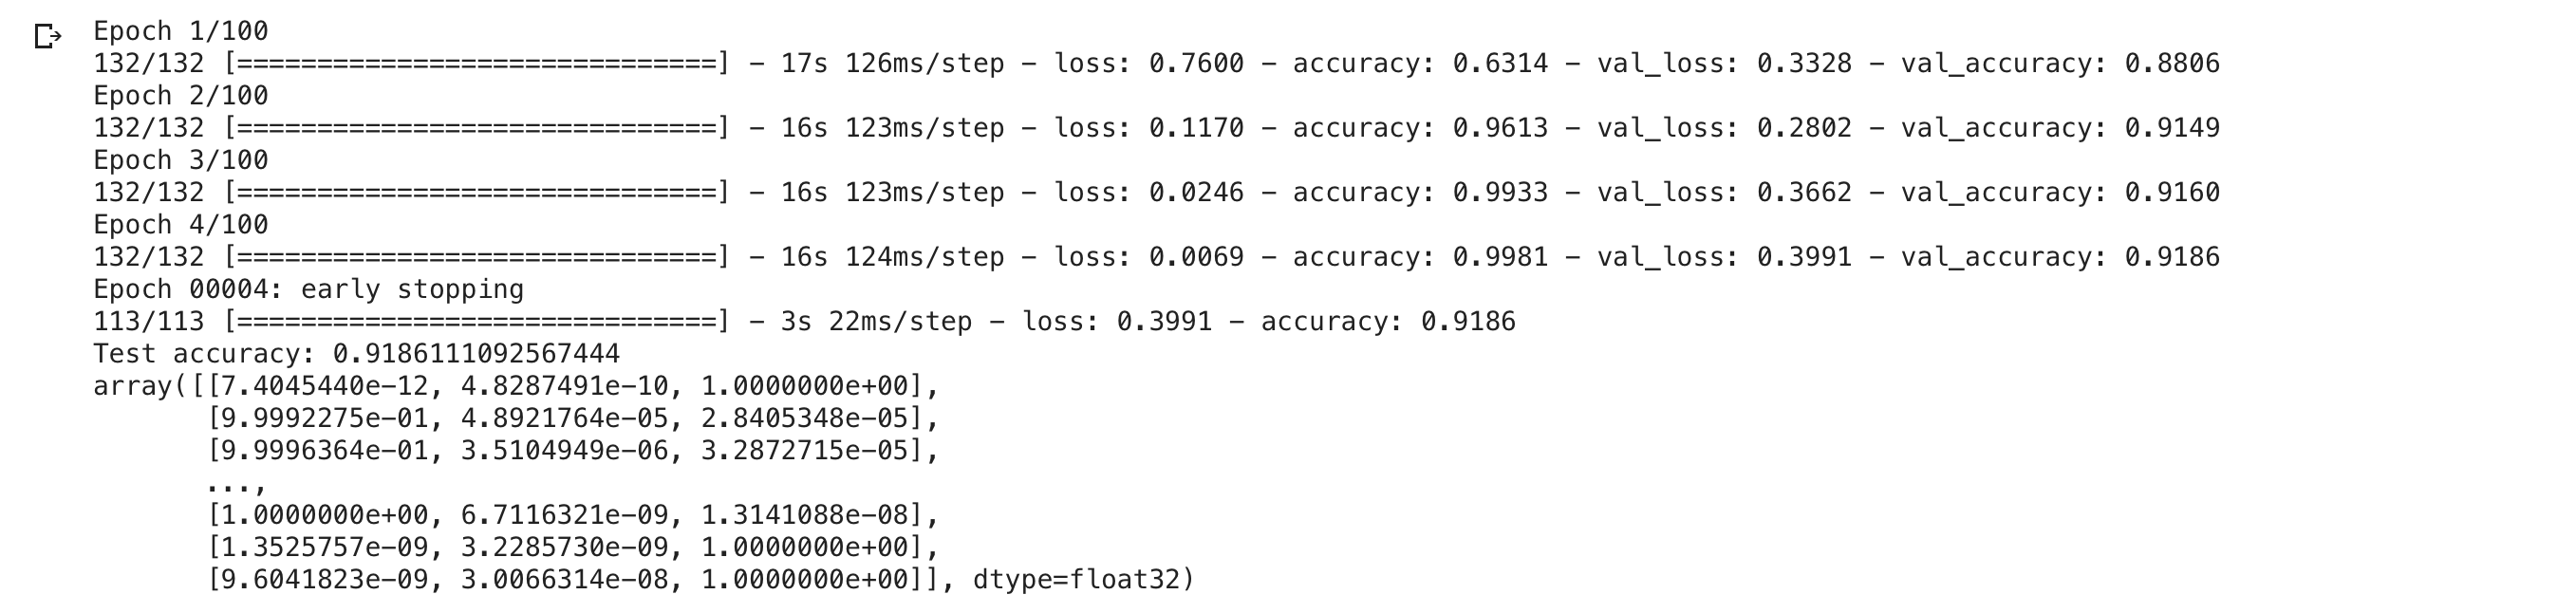 Epoch 1/100
132/132 [==============================] - 17s 126ms/step - loss: 0.7600 - accuracy: 0.6314 - val_loss: 0.3328 - val_accuracy: 0.8806
Epoch 2/100
132/132 [==============================] - 16s 123ms/step - loss: 0.1170 - accuracy: 0.9613 - val_loss: 0.2802 - val_accuracy: 0.9149
Epoch 3/100
132/132 [==============================] - 16s 123ms/step - loss: 0.0246 - accuracy: 0.9933 - val_loss: 0.3662 - val_accuracy: 0.9160
Epoch 4/100
132/132 [==============================] - 16s 124ms/step - loss: 0.0069 - accuracy: 0.9981 - val_loss: 0.3991 - val_accuracy: 0.9186
Epoch 00004: early stopping
113/113 [==============================] - 3s 22ms/step - loss: 0.3991 - accuracy: 0.9186
Test accuracy: 0.9186111092567444
array([[7.4045440e-12, 4.8287491e-10, 1.0000000e+00],
       [9.9992275e-01, 4.8921764e-05, 2.8405348e-05],
       [9.9996364e-01, 3.5104949e-06, 3.2872715e-05],
       ...,
       [1.0000000e+00, 6.7116321e-09, 1.3141088e-08],
       [1.3525757e-09, 3.2285730e-09, 1.0000000e+00],
       [9.6041823e-09, 3.0066314e-08, 1.0000000e+00]], dtype=float32)